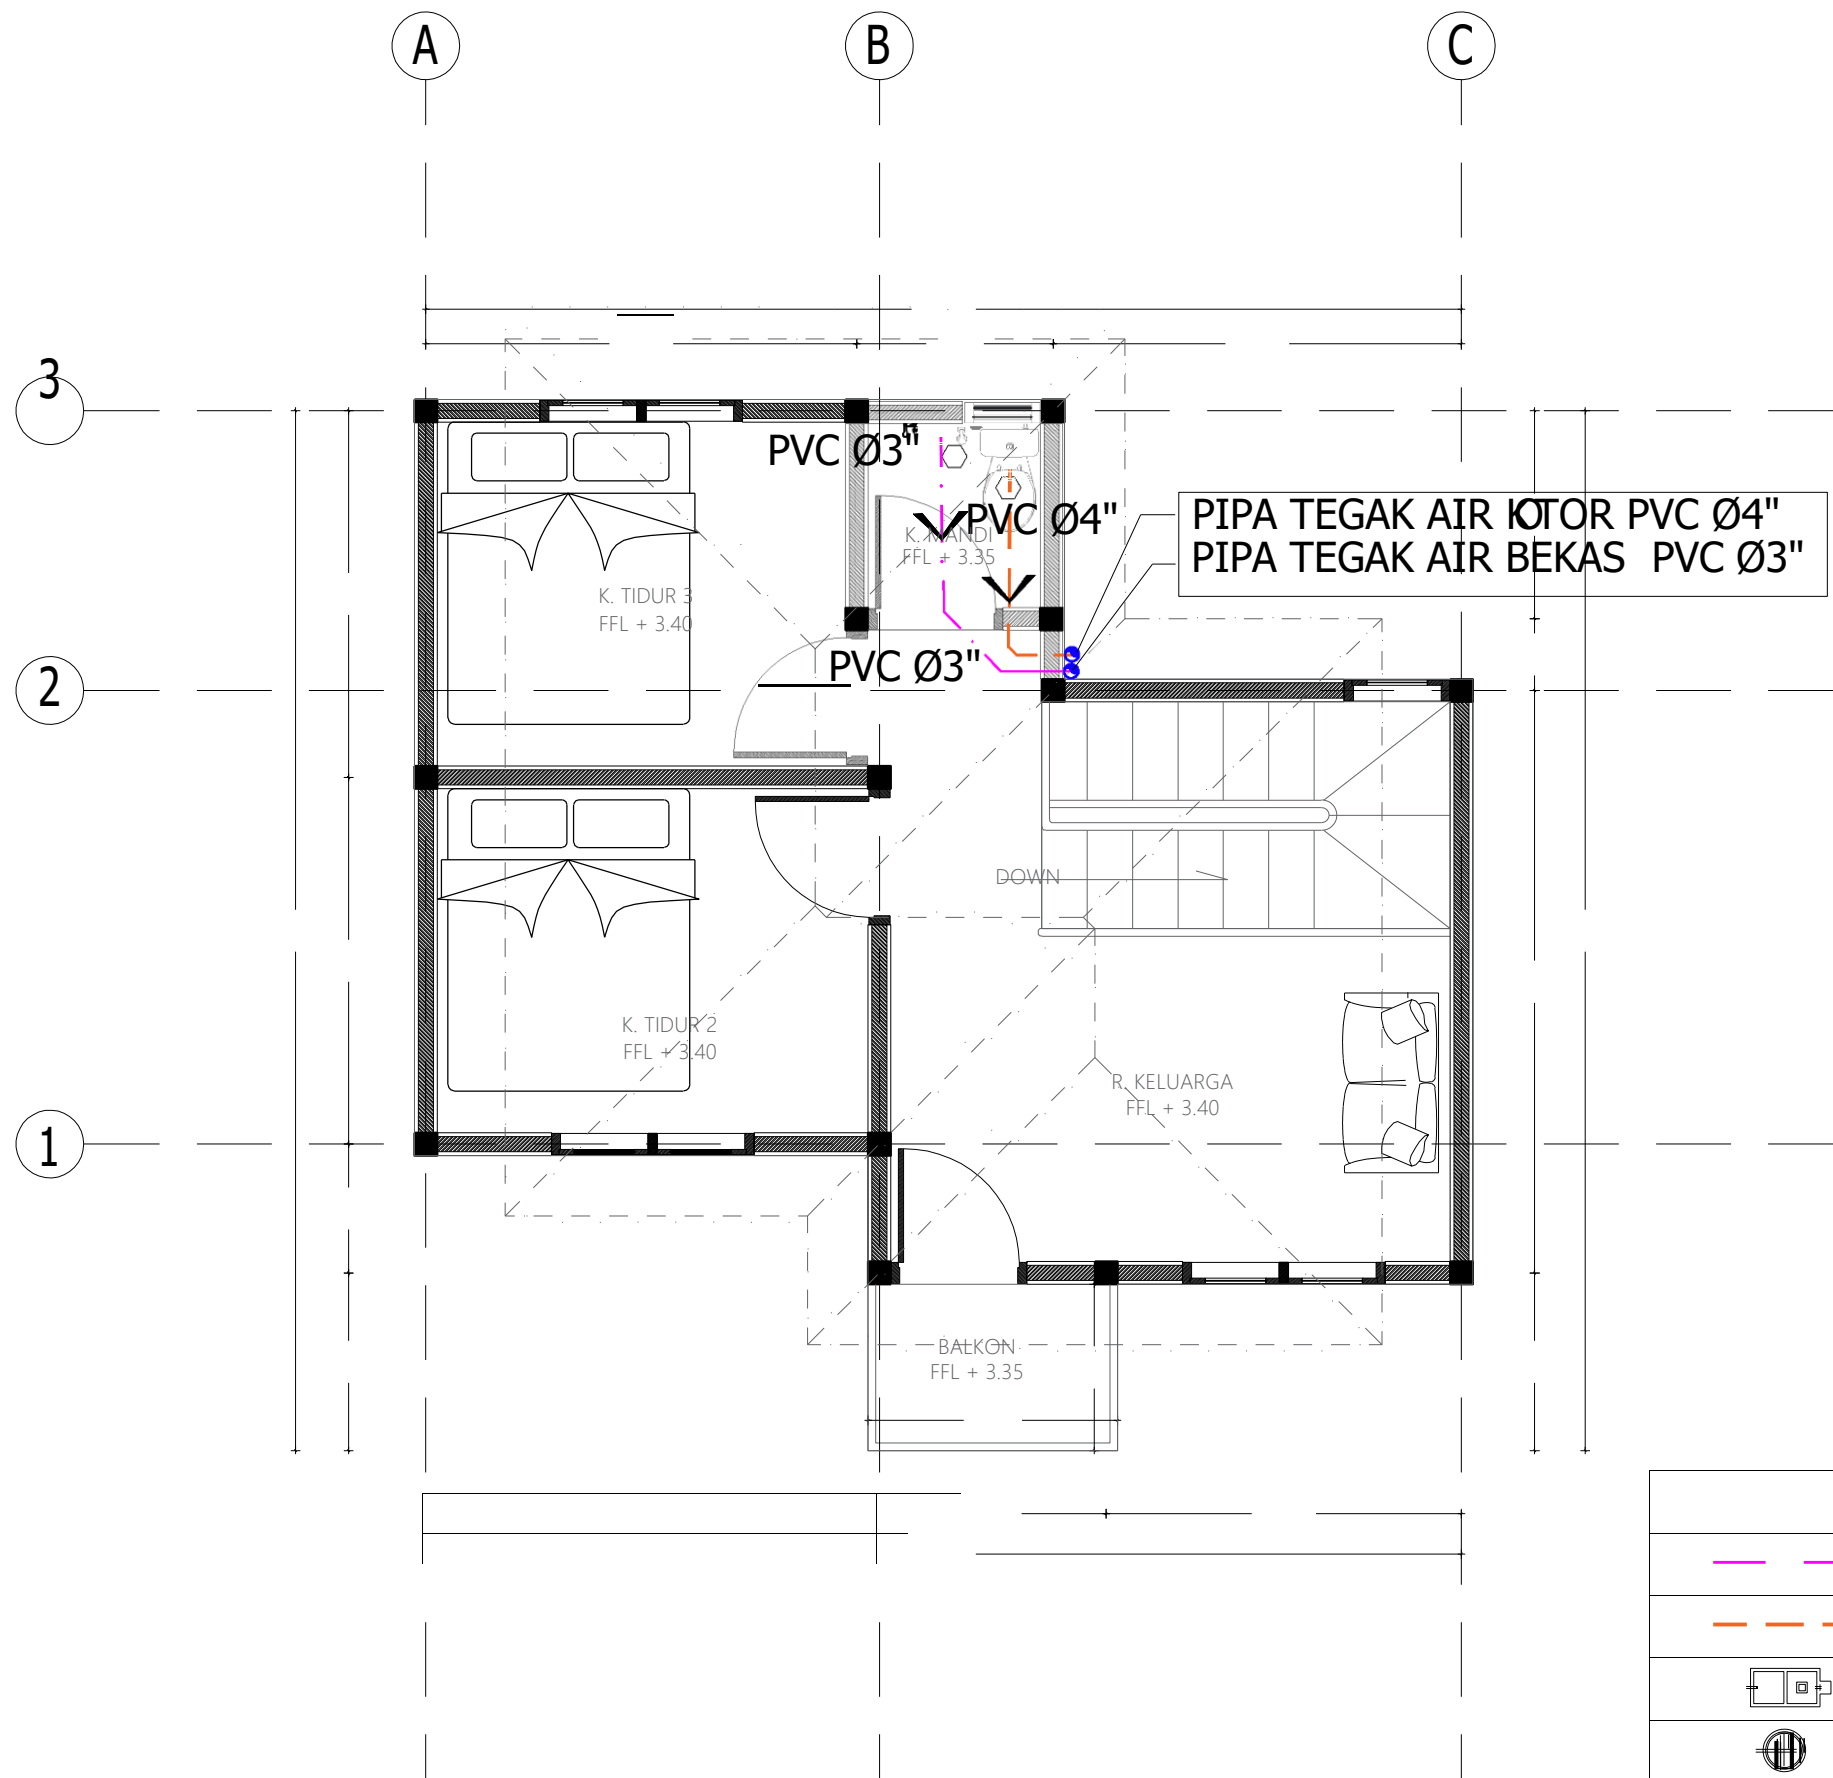 A
B
C
3
PVC Ø3"
PVC Ø4"
PIPA TEGAK AIR KOTOR PVC Ø4"
PIPA TEGAK AIR BEKAS PVC Ø3"
K. MANDI
FFL + 3.35
K. TIDUR 3
FFL + 3.40
PVC Ø3"
2
DOWN
K. TIDUR 2
FFL + 3.40
R. KELUARGA
FFL + 3.40
1
BALKON
FFL + 3.35